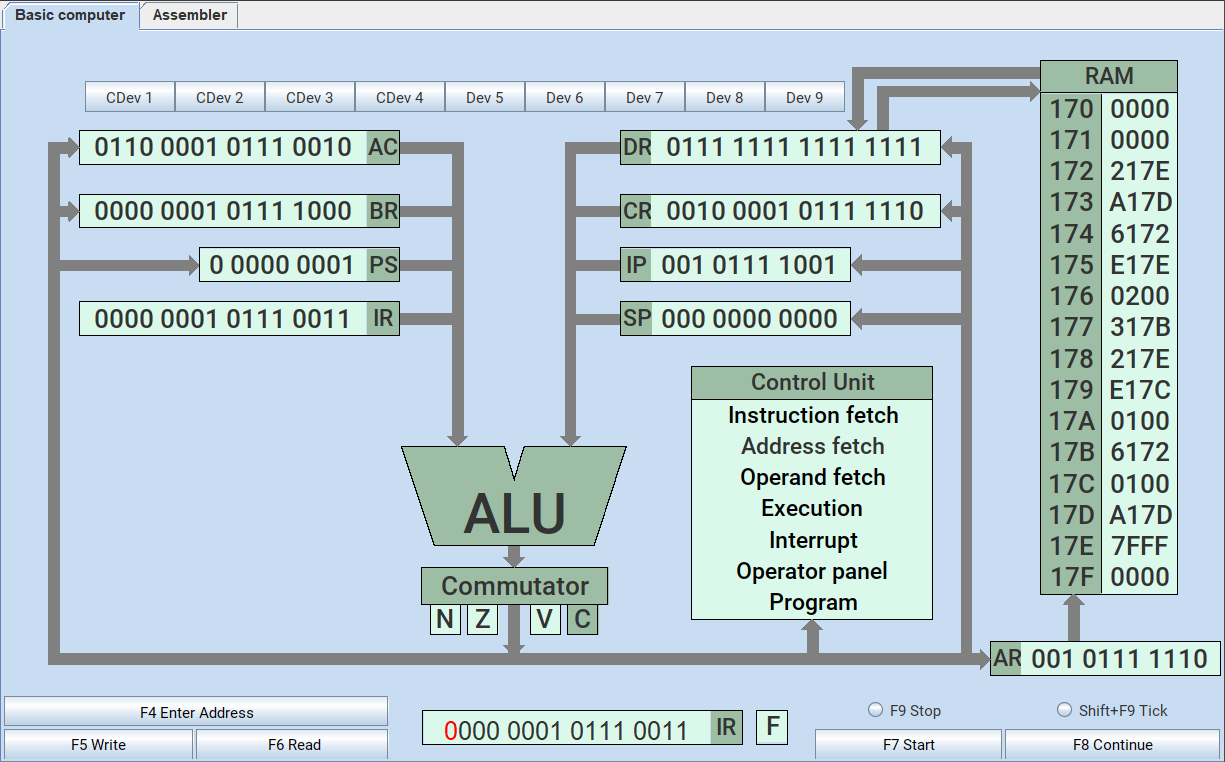 Basic computer Assembler
CDev 1 CDev 2 CDev 3 CDev 4 Dev 5 Dev 6 Dev 7 Dev 8 Dev 9
0110 0001 0111 0010 AC
0000 0001 0111 1000 BR
0 0000 0001 PS
0000 0001 0111 0011 IR
DR 0111 1111 1111 1111
CR 0010 0001 0111 1110
IP 001 0111 1001
SP 000 0000 0000
RAM
170 0000
171 0000
172 217E
173 A17D
174 6172
175 E17E
176 0200
177 317B
178 217E
179 E17C
17A 0100
17B 6172
17C 0100
17D A17D
17E 7FFF
17F 0000
Control Unit
Instruction fetch
Address fetch
Operand fetch
Execution
Interrupt
Operator panel
Program
ALU
Commutator
N Z V C
AR 001 0111 1110
F4 Enter Address
F5 Write F6 Read
0000 0001 0111 0011 IR F
F9 Stop Shift+F9 Tick
F7 Start F8 Continue